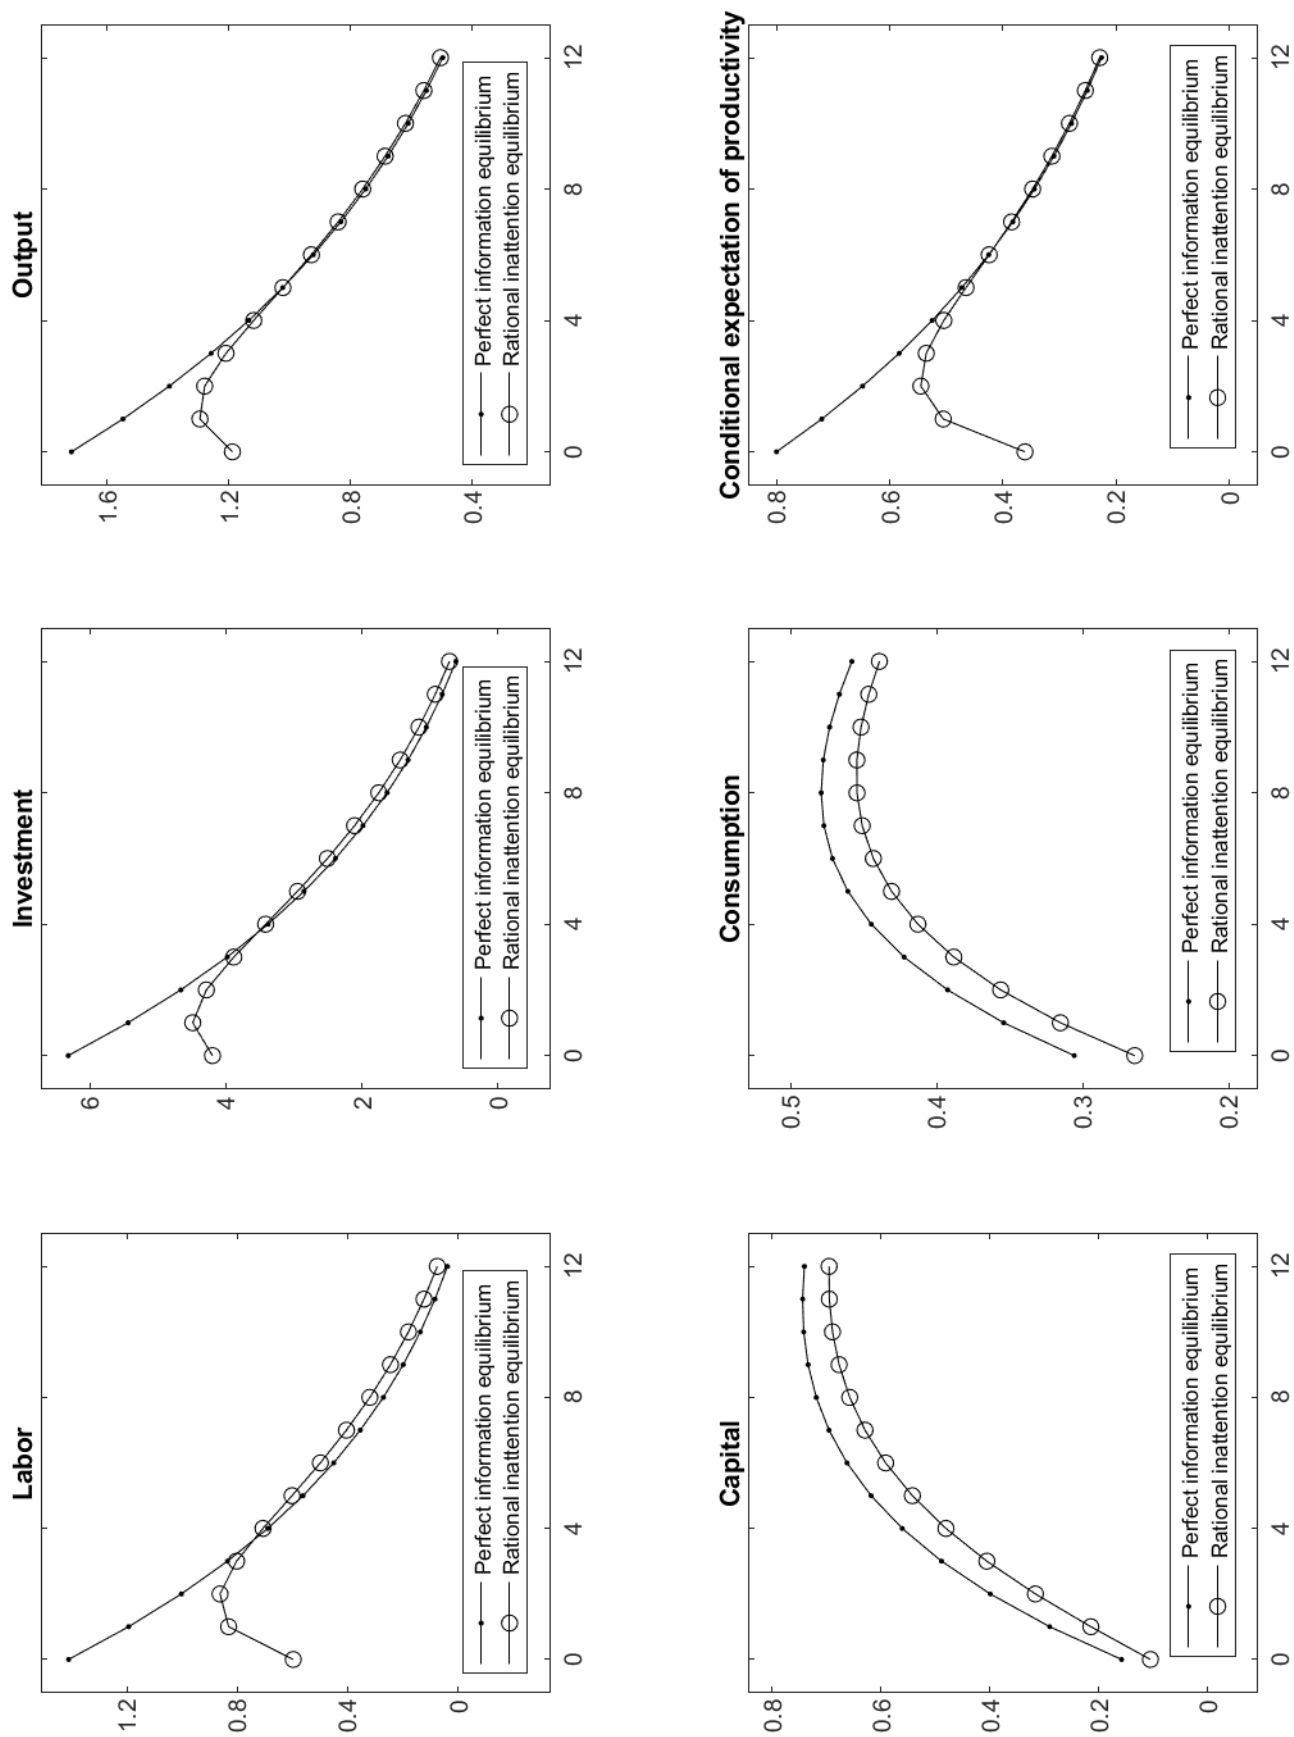 Labor
1.2
0.8
0.4
0
0
4
8
12
Perfect information equilibrium
Rational inattention equilibrium
Investment
6
4
2
0
0
4
8
12
Perfect information equilibrium
Rational inattention equilibrium
Output
1.6
1.2
0.8
0.4
0
4
8
12
Perfect information equilibrium
Rational inattention equilibrium
Capital
0.8
0.6
0.4
0.2
0
0
4
8
12
Perfect information equilibrium
Rational inattention equilibrium
Consumption
0.5
0.4
0.3
0.2
0
4
8
12
Perfect information equilibrium
Rational inattention equilibrium
Conditional expectation of productivity
0.8
0.6
0.4
0.2
0
0
4
8
12
Perfect information equilibrium
Rational inattention equilibrium